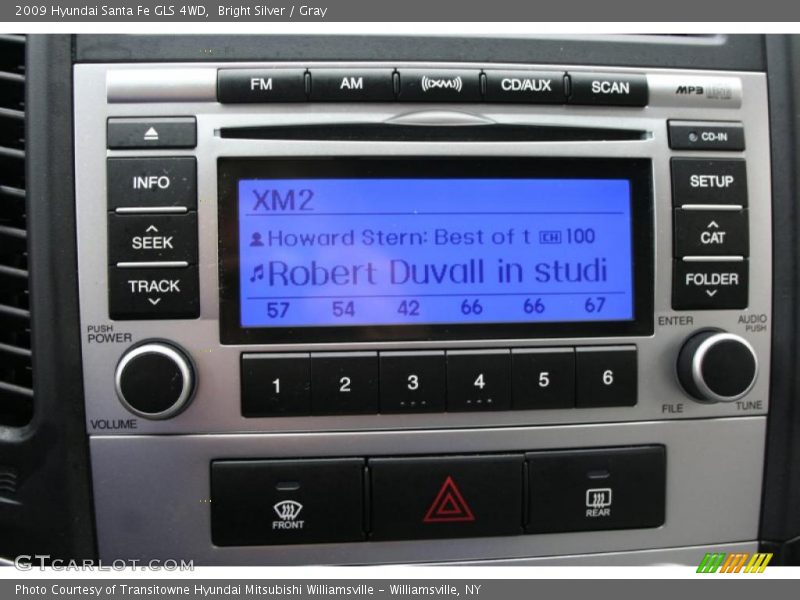 2009 Hyundai Santa Fe GLS 4WD,  Bright Silver / Gray
FM AM ((XM)) CD/AUX SCAN MP3
CD-IN
INFO
SEEK
TRACK
SETUP
CAT
FOLDER
XM2
Howard Stern: Best of t CH 100
Robert Duvall in studi
57 54 42 66 66 67
PUSH
POWER
VOLUME
ENTER
AUDIO
PUSH
FILE
TUNE
1 2 3 4 5 6
FRONT
REAR
GTCARLOT.COM
Photo Courtesy of Transitowne Hyundai Mitsubishi Williamsville - Williamsville, NY